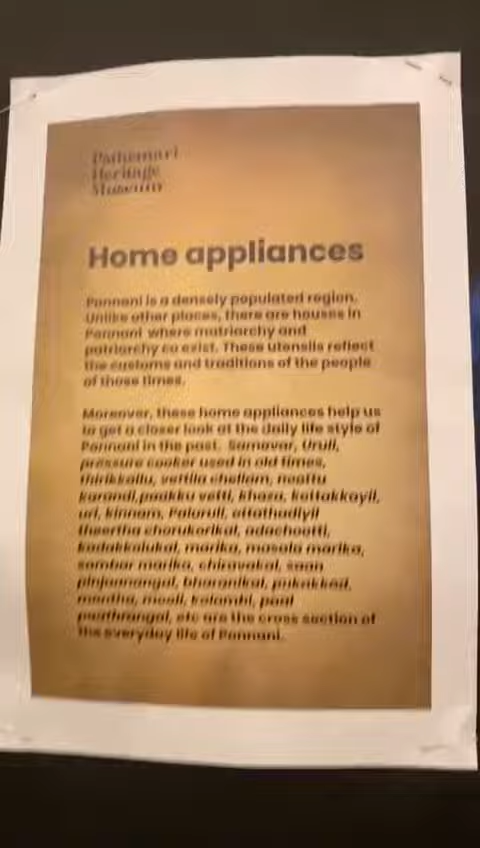 Pathemari
Heritage
Museum
Home appliances
Ponnani is a densely populated region.
Unlike other places, there are houses in
Ponnani where matriarchy and
patriarchy co exist. These utensils reflect
the customs and traditions of the people
of those times.
Moreover, these home appliances help us
to get a closer look at the daily life style of
Ponnani in the past. Samovar, Uruli,
pressure cooker used in old times,
thirikkallu, vettila chellam, neettu
karandi,paakku vetti, khoza, kottakkayil,
uri, kinnam, Paluruli, ottathadiyil
theertha chorukorikal, adachootti,
kadakkolukal, marika, masala marika,
sambar marika, chiravakal, saan
pinjaanangal, bharanikal, pukakkod,
mantha, mooli, kolambi, paal
paathrangal, etc are the cross section of
the everyday life of Ponnani.